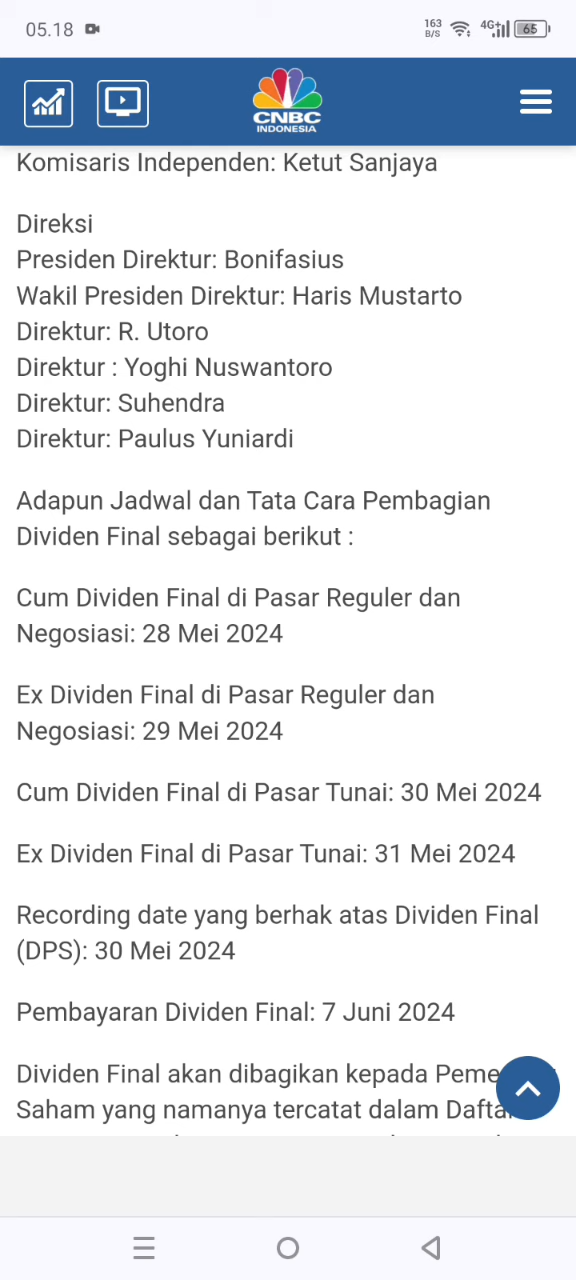 05.18
163
B/S
4G+
65
CNBC
INDONESIA
Komisaris Independen: Ketut Sanjaya
Direksi
Presiden Direktur: Bonifasius
Wakil Presiden Direktur: Haris Mustarto
Direktur: R. Utoro
Direktur : Yoghi Nuswantoro
Direktur: Suhendra
Direktur: Paulus Yuniardi
Adapun Jadwal dan Tata Cara Pembagian
Dividen Final sebagai berikut :
Cum Dividen Final di Pasar Reguler dan
Negosiasi: 28 Mei 2024
Ex Dividen Final di Pasar Reguler dan
Negosiasi: 29 Mei 2024
Cum Dividen Final di Pasar Tunai: 30 Mei 2024
Ex Dividen Final di Pasar Tunai: 31 Mei 2024
Recording date yang berhak atas Dividen Final
(DPS): 30 Mei 2024
Pembayaran Dividen Final: 7 Juni 2024
Dividen Final akan dibagikan kepada
Saham yang namanya tercatat dalam